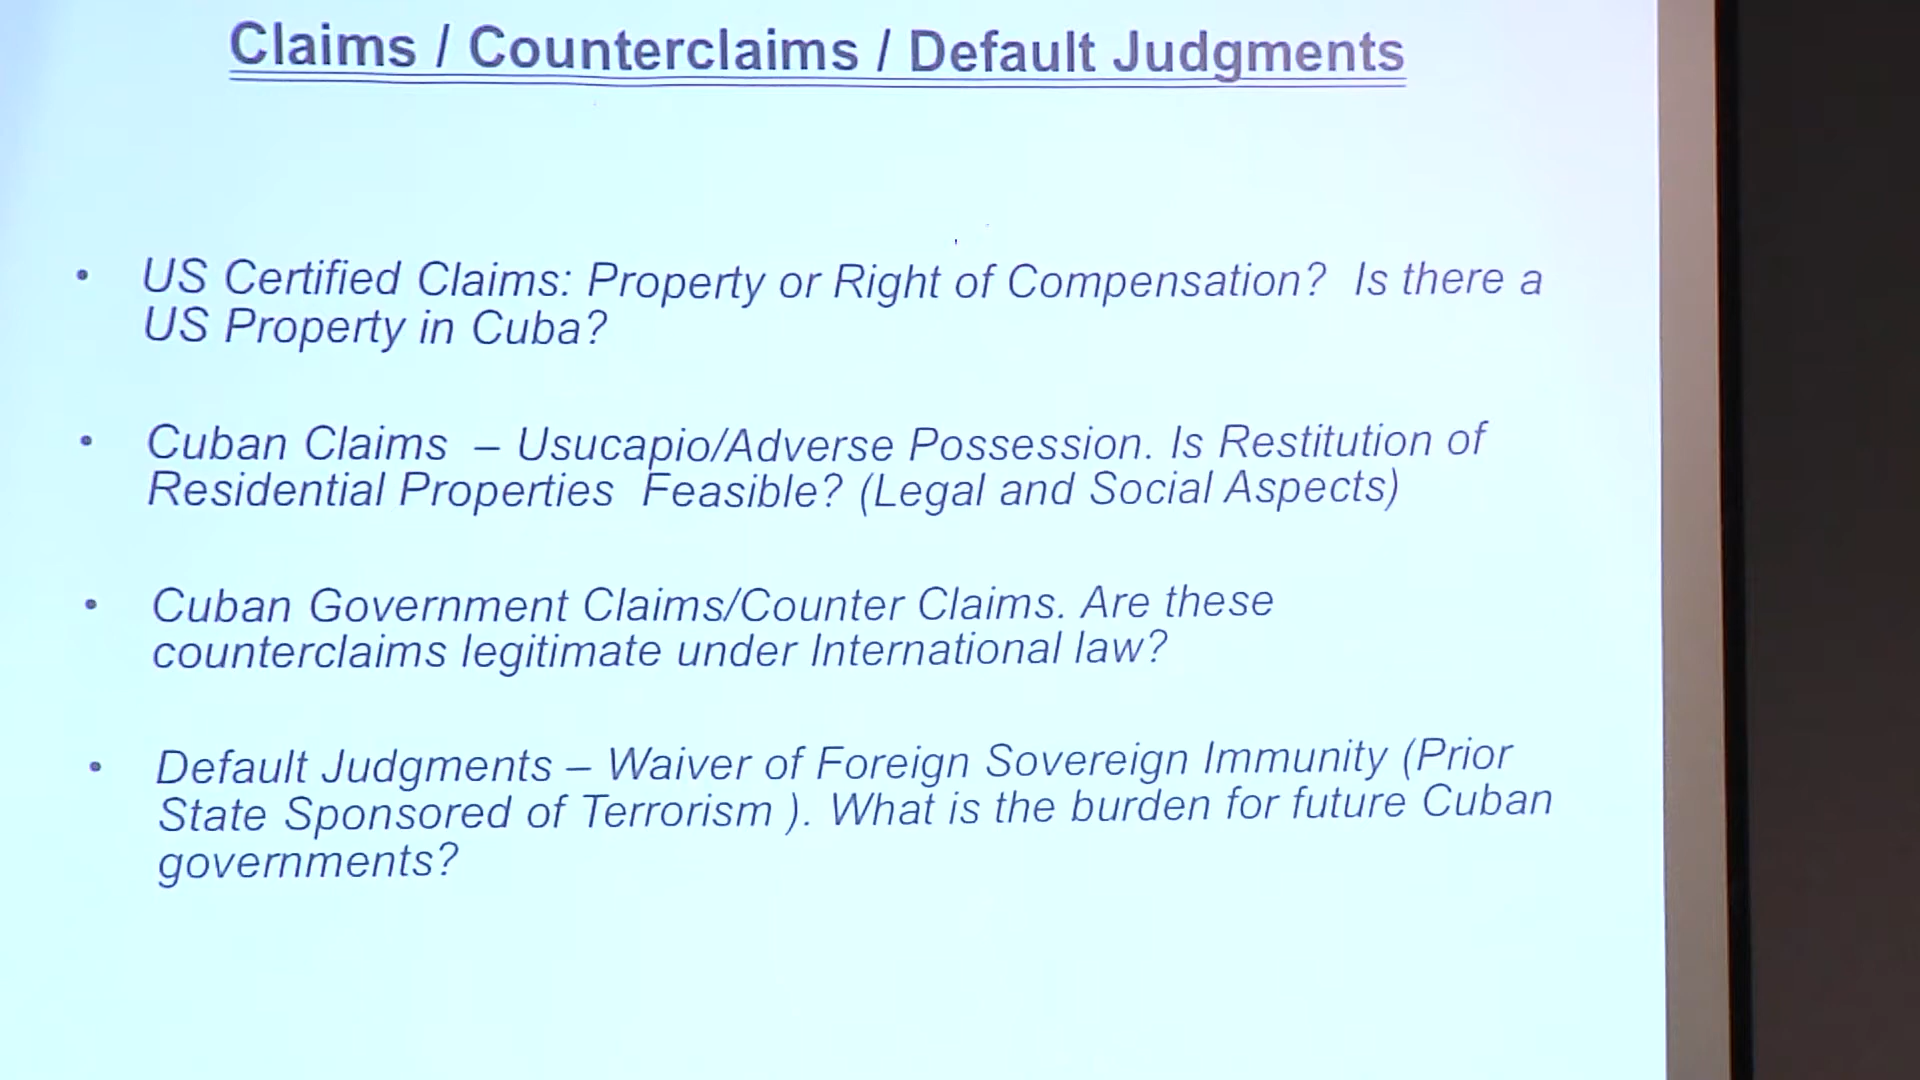 Claims / Counterclaims / Default Judgments
• US Certified Claims: Property or Right of Compensation? Is there a
US Property in Cuba?
• Cuban Claims – Usucapio/Adverse Possession. Is Restitution of
Residential Properties Feasible? (Legal and Social Aspects)
• Cuban Government Claims/Counter Claims. Are these
counterclaims legitimate under International law?
• Default Judgments – Waiver of Foreign Sovereign Immunity (Prior
State Sponsored of Terrorism ). What is the burden for future Cuban
governments?